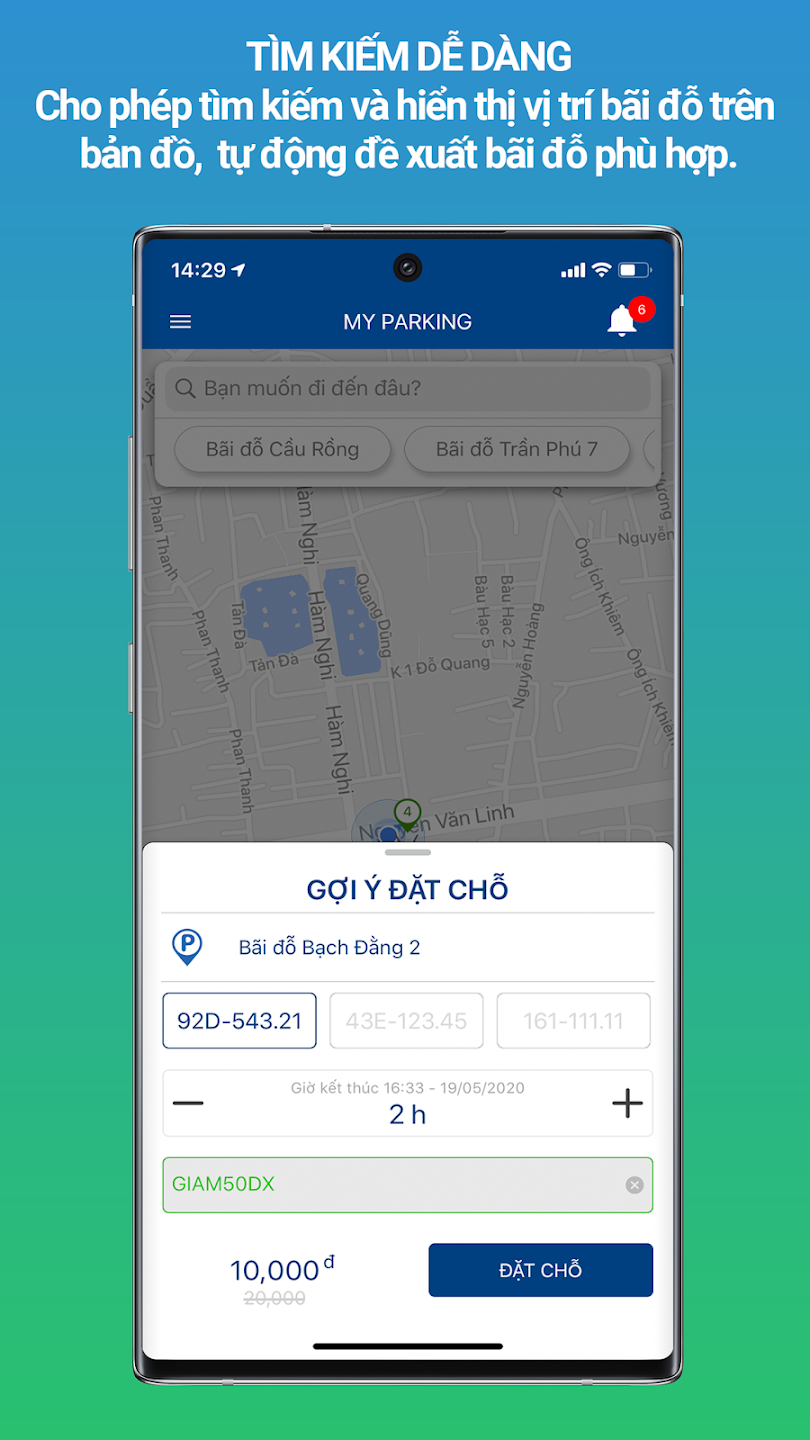 TÌM KIẾM DỄ DÀNG
Cho phép tìm kiếm và hiển thị vị trí bãi đỗ trên
bản đồ, tự động đề xuất bãi đỗ phù hợp.
14:29
MY PARKING
6
Bạn muốn đi đến đâu?
Bãi đỗ Cầu Rồng
Bãi đỗ Trần Phú 7
Phan Thanh
Hàm Nghi
Nguyễn
Ông Ích Khiêm
Quang Dũng
Bàu Hạc 5
Bàu Hạc 2
Tản Đà
Hàm Nghi
Phan Thanh
Nguyễn Hoàng
Tản Đà
K 1 Đỗ Quang
Ông Ích Khiêm
Hàm Nghi
Phan Thanh
4
Nguyễn Văn Linh
GỢI Ý ĐẶT CHỖ
P
Bãi đỗ Bạch Đằng 2
92D-543.21
43E-123.45
161-111.11
Giờ kết thúc 16:33 - 19/05/2020
2 h
GIAM50DX
10,000 đ
20,000
ĐẶT CHỖ